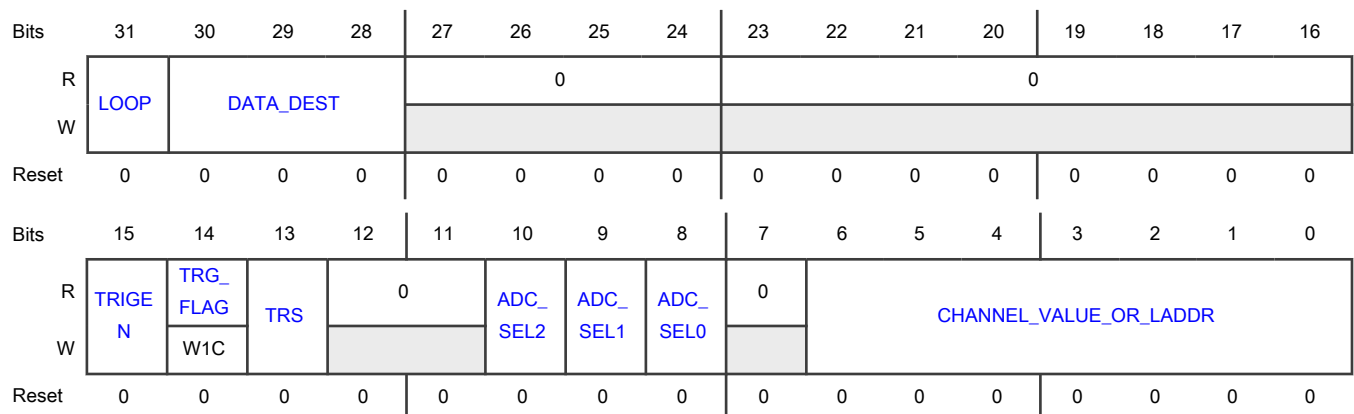 Bits 31 30 29 28 27 26 25 24 23 22 21 20 19 18 17 16
R 0 0
LOOP DATA_DEST
W
Reset 0 0 0 0 0 0 0 0 0 0 0 0 0 0 0 0
Bits 15 14 13 12 11 10 9 8 7 6 5 4 3 2 1 0
R TRIGE
N TRG_
FLAG TRS 0 ADC_
SEL2 ADC_
SEL1 ADC_
SEL0 0 CHANNEL_VALUE_OR_LADDR
W W1C
Reset 0 0 0 0 0 0 0 0 0 0 0 0 0 0 0 0